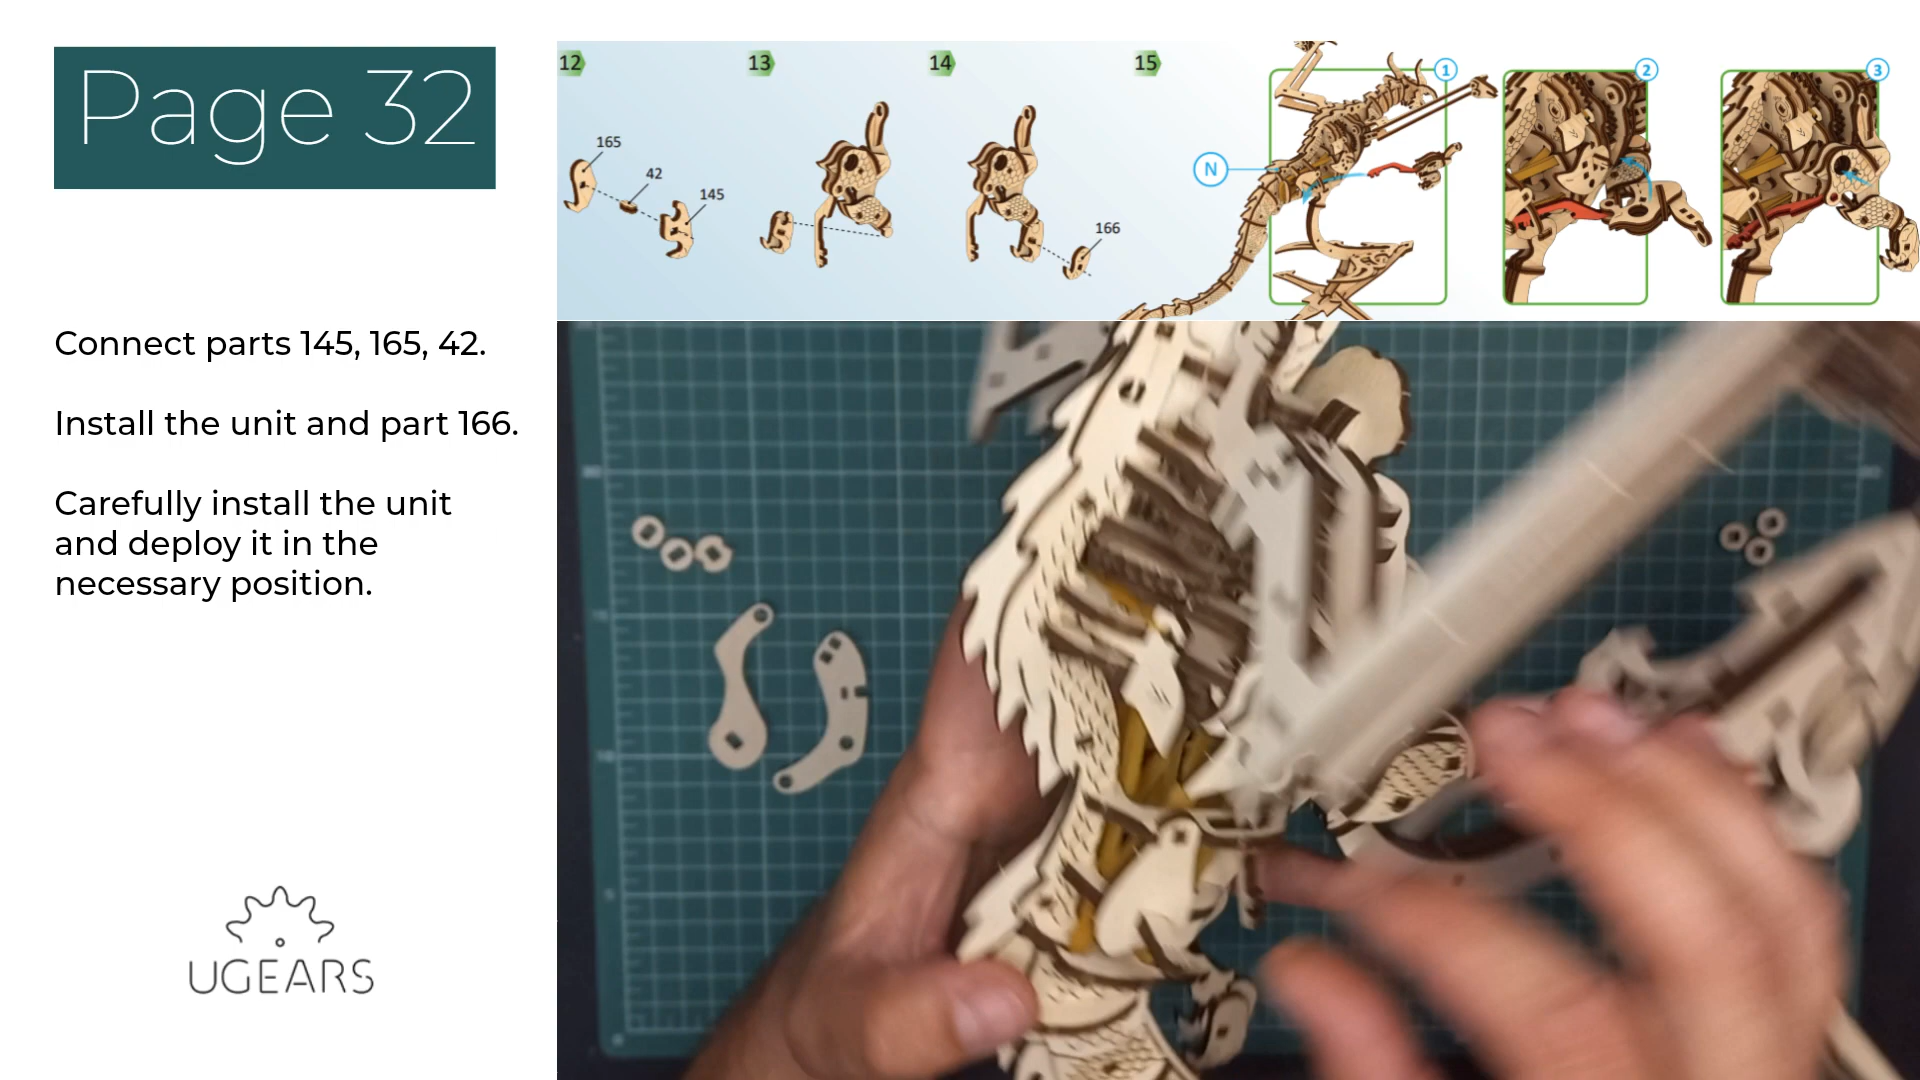 Page 32
12
13
14
15
1
2
3
165
42
145
166
N
Connect parts 145, 165, 42.
Install the unit and part 166.
Carefully install the unit
and deploy it in the
necessary position.
UGEARS